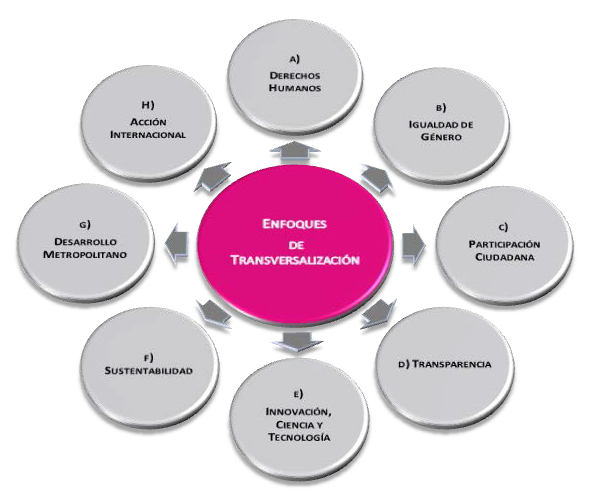 A)
DERECHOS
HUMANOS
B)
IGUALDAD DE
GÉNERO
C)
PARTICIPACIÓN
CIUDADANA
D) TRANSPARENCIA
E)
INNOVACIÓN,
CIENCIA Y
TECNOLOGÍA
F)
SUSTENTABILIDAD
G)
DESARROLLO
METROPOLITANO
H)
ACCIÓN
INTERNACIONAL
ENFOQUES
DE
TRANSVERSALIZACIÓN